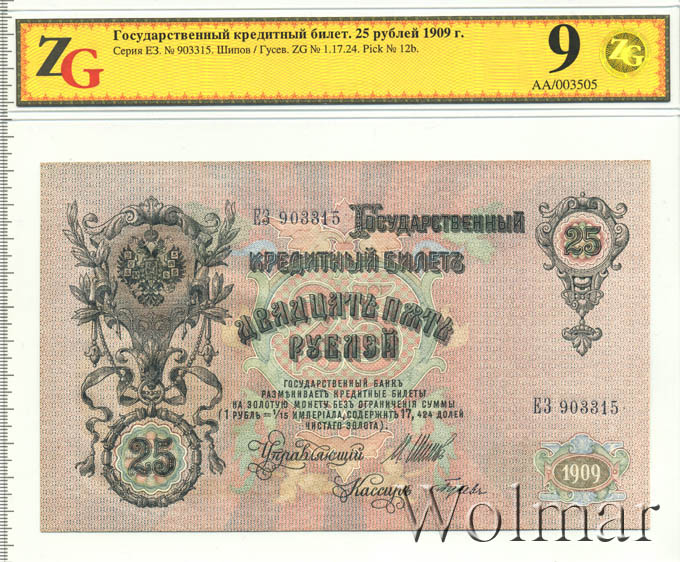 ZG
Государственный кредитный билет. 25 рублей 1909 г.
Серия ЕЗ. № 903315. Шипов / Гусев. ZG № 1.17.24. Pick № 12b.
9
ZG
AA/003505
ЕЗ 903315
Государственный
25
Кредитный билетъ
Двадцать пять
рублей
ГОСУДАРСТВЕННЫЙ БАНКЪ
РАЗМѢНИВАЕТЪ КРЕДИТНЫЕ БИЛЕТЫ
НА ЗОЛОТУЮ МОНЕТУ БЕЗЪ ОГРАНИЧЕНІЯ СУММЫ
(1 РУБЛЬ = 1/15 ИМПЕРІАЛА, СОДЕРЖИТЪ 17,424 ДОЛЕЙ
ЧИСТАГО ЗОЛОТА).
ЕЗ 903315
25
Управляющій
Кассиръ
1909
Wolmar